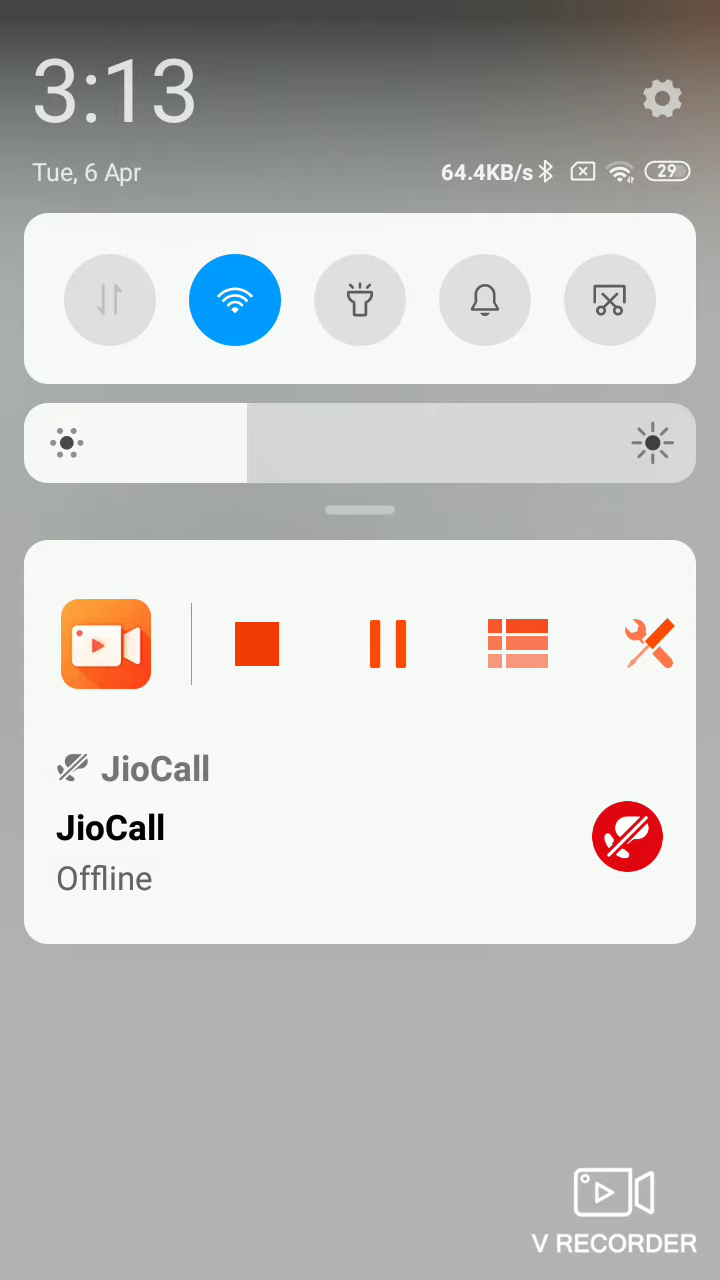 3:13
Tue, 6 Apr
64.4KB/s 29
JioCall
JioCall
Offline
V RECORDER